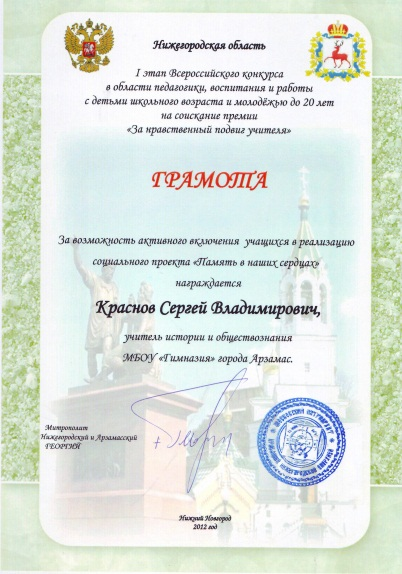 Нижегородская область
I этап Всероссийского конкурса
в области педагогики, воспитания и работы
с детьми школьного возраста и молодёжью до 20 лет
на соискание премии
«За нравственный подвиг учителя»
ГРАМОТА
За возможность активного включения учащихся в реализацию
социального проекта «Память в наших сердцах»
награждается
Краснов Сергей Владимирович,
учитель истории и обществознания
МБОУ «Гимназия» города Арзамас.
Митрополит
Нижегородский и Арзамасский
ГЕОРГИЙ
Нижний Новгород
2012 год